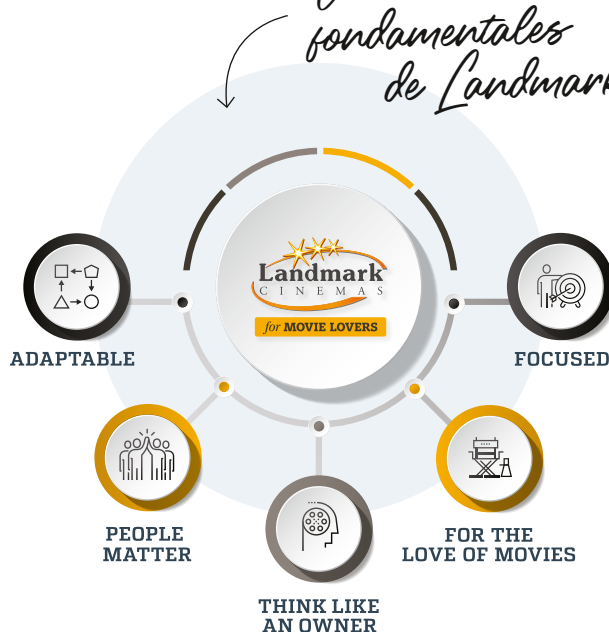 fondamentales
de Landmark
Landmark
CINEMAS
for MOVIE LOVERS
ADAPTABLE
FOCUSED
PEOPLE
MATTER
FOR THE
LOVE OF MOVIES
THINK LIKE
AN OWNER